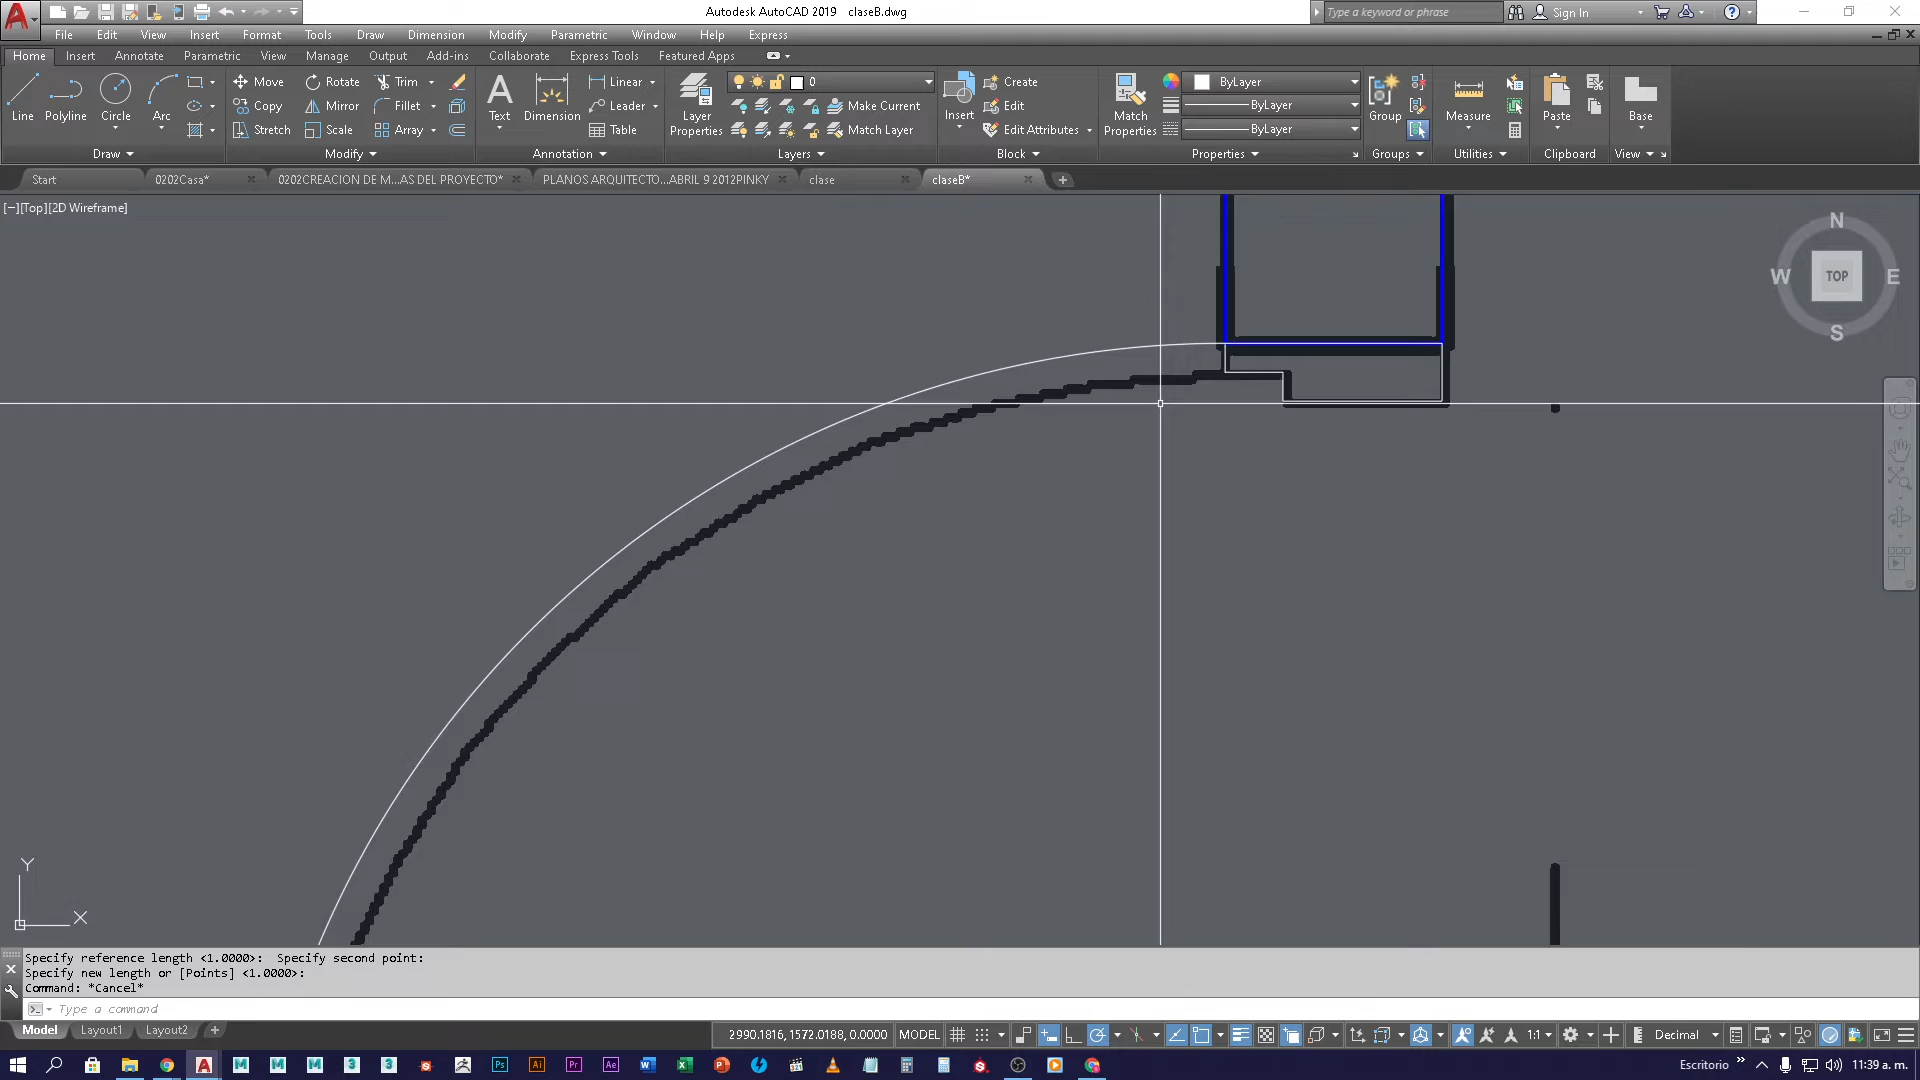 Autodesk AutoCAD 2019 claseB.dwg
Type a keyword or phrase
Sign In
File Edit View Insert Format Tools Draw Dimension Modify Parametric Window Help Express
Home Insert Annotate Parametric View Manage Output Add-ins Collaborate Express Tools Featured Apps
Line Polyline Circle Arc
Move Rotate Trim
Copy Mirror Fillet
Stretch Scale Array
Text Dimension
Linear
Leader
Table
Layer Properties
0
Make Current
Match Layer
Insert
Create
Edit
Edit Attributes
Match Properties
ByLayer
ByLayer
ByLayer
Group
Measure
Paste
Base
Draw Modify Annotation Layers Block Properties Groups Utilities Clipboard View
Start 0202Casa* 0202CREACION DE M...AS DEL PROYECTO* PLANOS ARQUITECTO...ABRIL 9 2012PINKY clase claseB*
[−][Top][2D Wireframe]
N
W TOP E
S
Y
X
Specify reference length <1.0000>: Specify second point:
Specify new length or [Points] <1.0000>:
Command: *Cancel*
Type a command
Model Layout1 Layout2
2990.1816, 1572.0188, 0.0000 MODEL 1:1 Decimal
Escritorio 11:39 a. m.